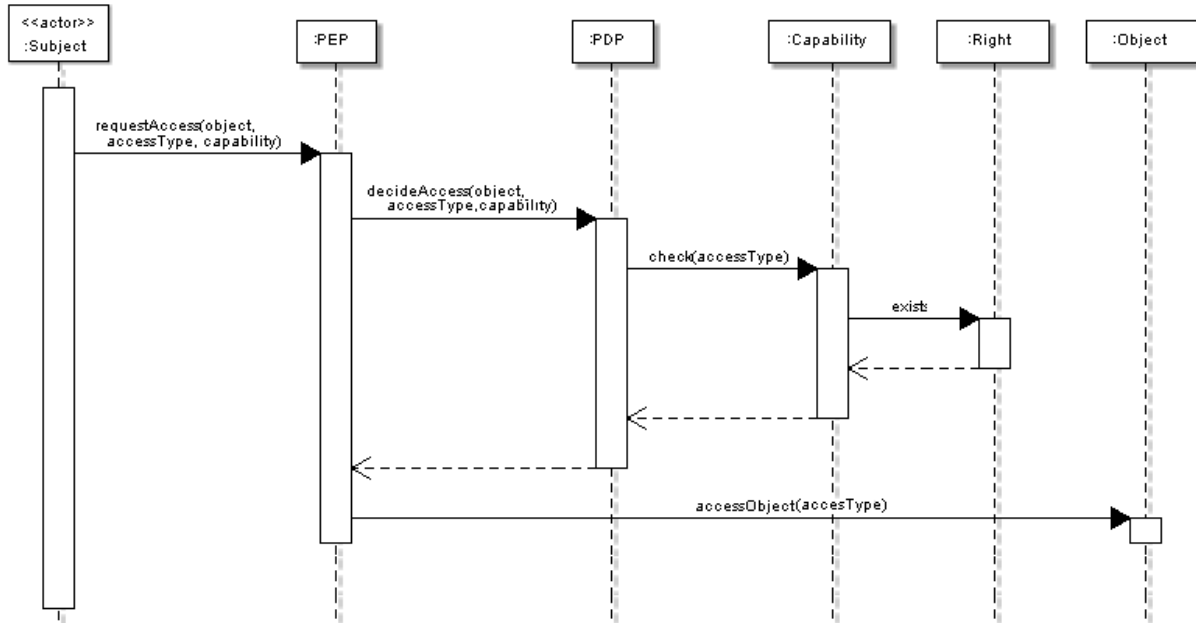 <<actor>>
:Subject
:PEP
:PDP
:Capability
:Right
:Object
requestAccess(object,
accessType, capability)
decideAccess(object,
accessType,capability)
check(accessType)
exists
accessObject(accesType)